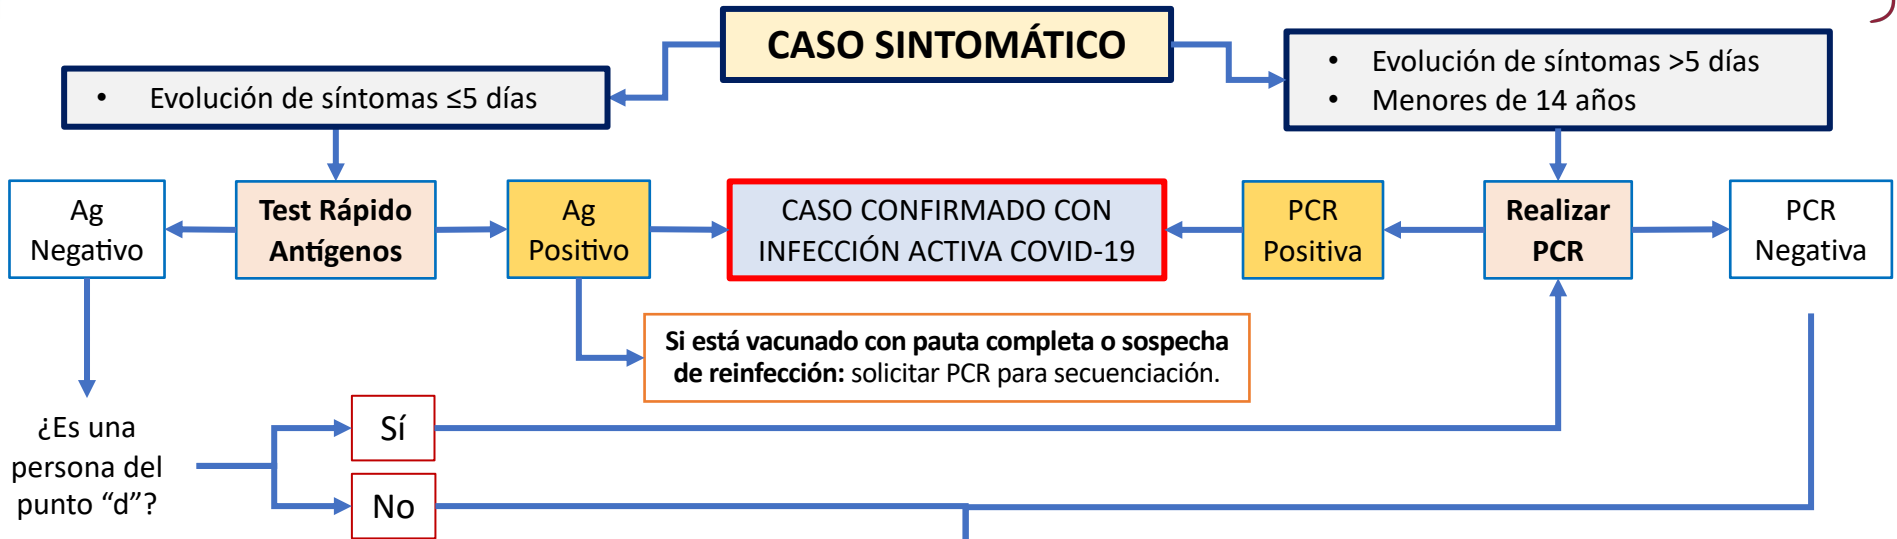 CASO SINTOMÁTICO
• Evolución de síntomas ≤5 días
• Evolución de síntomas >5 días
• Menores de 14 años
Ag
Negativo
Test Rápido
Antígenos
Ag
Positivo
CASO CONFIRMADO CON
INFECCIÓN ACTIVA COVID-19
PCR
Positiva
Realizar
PCR
PCR
Negativa
Si está vacunado con pauta completa o sospecha
de reinfección: solicitar PCR para secuenciación.
¿Es una
persona del
punto “d”?
Sí
No